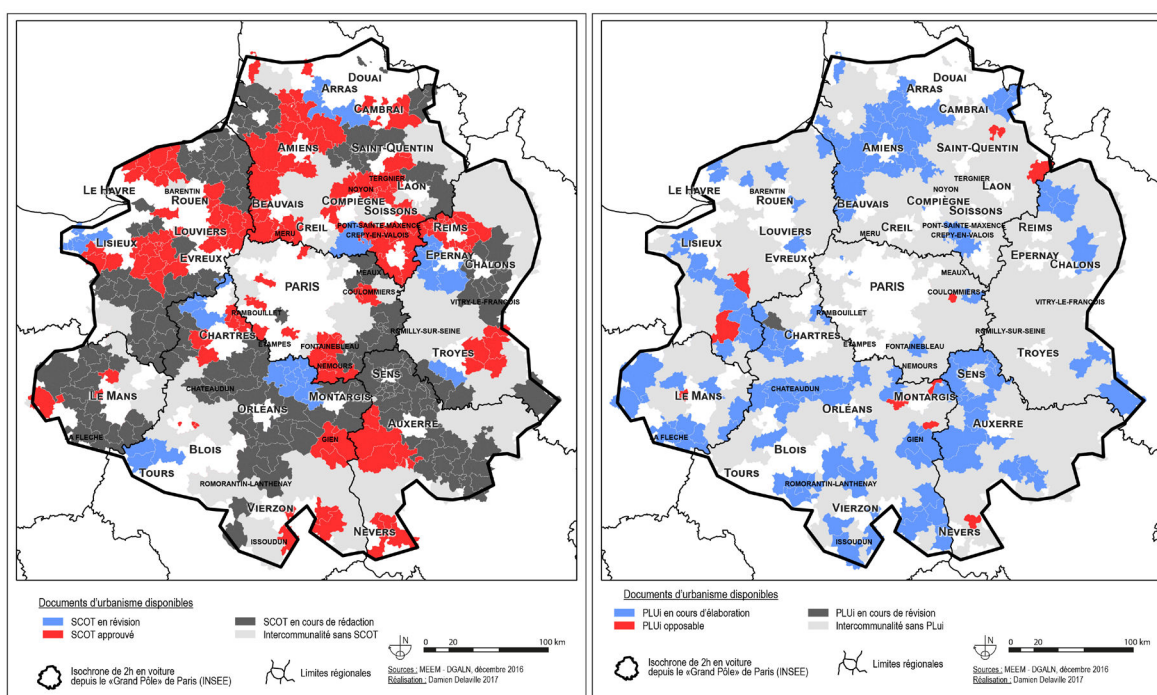 Douai
Arras
Cambrai
Amiens
Saint-Quentin
Tergnier
Le Havre
Barentin
Rouen
Noyon
Laon
Beauvais
Compiègne
Soissons
Louviers
Creil
Pont-Sainte-Maxence
Reims
Lisieux
Meru
Crepy-en-Valois
Evreux
Epernay
Chalons
Meaux
Paris
Coulommiers
Vitry-le-François
Rambouillet
Chartres
Romilly-sur-Seine
Etampes
Fontainebleau
Troyes
Nemours
Sens
Chateaudun
Le Mans
Montargis
Orléans
Auxerre
A Fleche
Gien
Blois
Tours
Romorantin-Lanthenay
Vierzon
Nevers
Issoudun
Documents d'urbanisme disponibles
SCOT en révision
SCOT en cours de rédaction
SCOT approuvé
Intercommunalité sans SCOT
N
0 20 100 km
Isochrone de 2h en voiture
depuis le «Grand Pôle» de Paris (INSEE)
Limites régionales
Sources : MEEM - DGALN, décembre 2016
Réalisation : Damien Delaville 2017
Douai
Arras
Cambrai
Amiens
Saint-Quentin
Tergnier
Le Havre
Barentin
Rouen
Noyon
Laon
Beauvais
Compiègne
Soissons
Louviers
Creil
Pont-Sainte-Maxence
Reims
Lisieux
Meru
Crepy-en-Valois
Evreux
Epernay
Chalons
Meaux
Paris
Coulommiers
Vitry-le-François
Rambouillet
Chartres
Romilly-sur-Seine
Etampes
Fontainebleau
Troyes
Nemours
Sens
Chateaudun
Le Mans
Montargis
Orléans
Auxerre
A Fleche
Gien
Blois
Tours
Romorantin-Lanthenay
Vierzon
Nevers
Issoudun
Documents d'urbanisme disponibles
PLUi en cours d'élaboration
PLUi en cours de révision
PLUi opposable
Intercommunalité sans PLui
N
0 20 100 km
Isochrone de 2h en voiture
depuis le «Grand Pôle» de Paris (INSEE)
Limites régionales
Sources : MEEM - DGALN, décembre 2016
Réalisation : Damien Delaville 2017